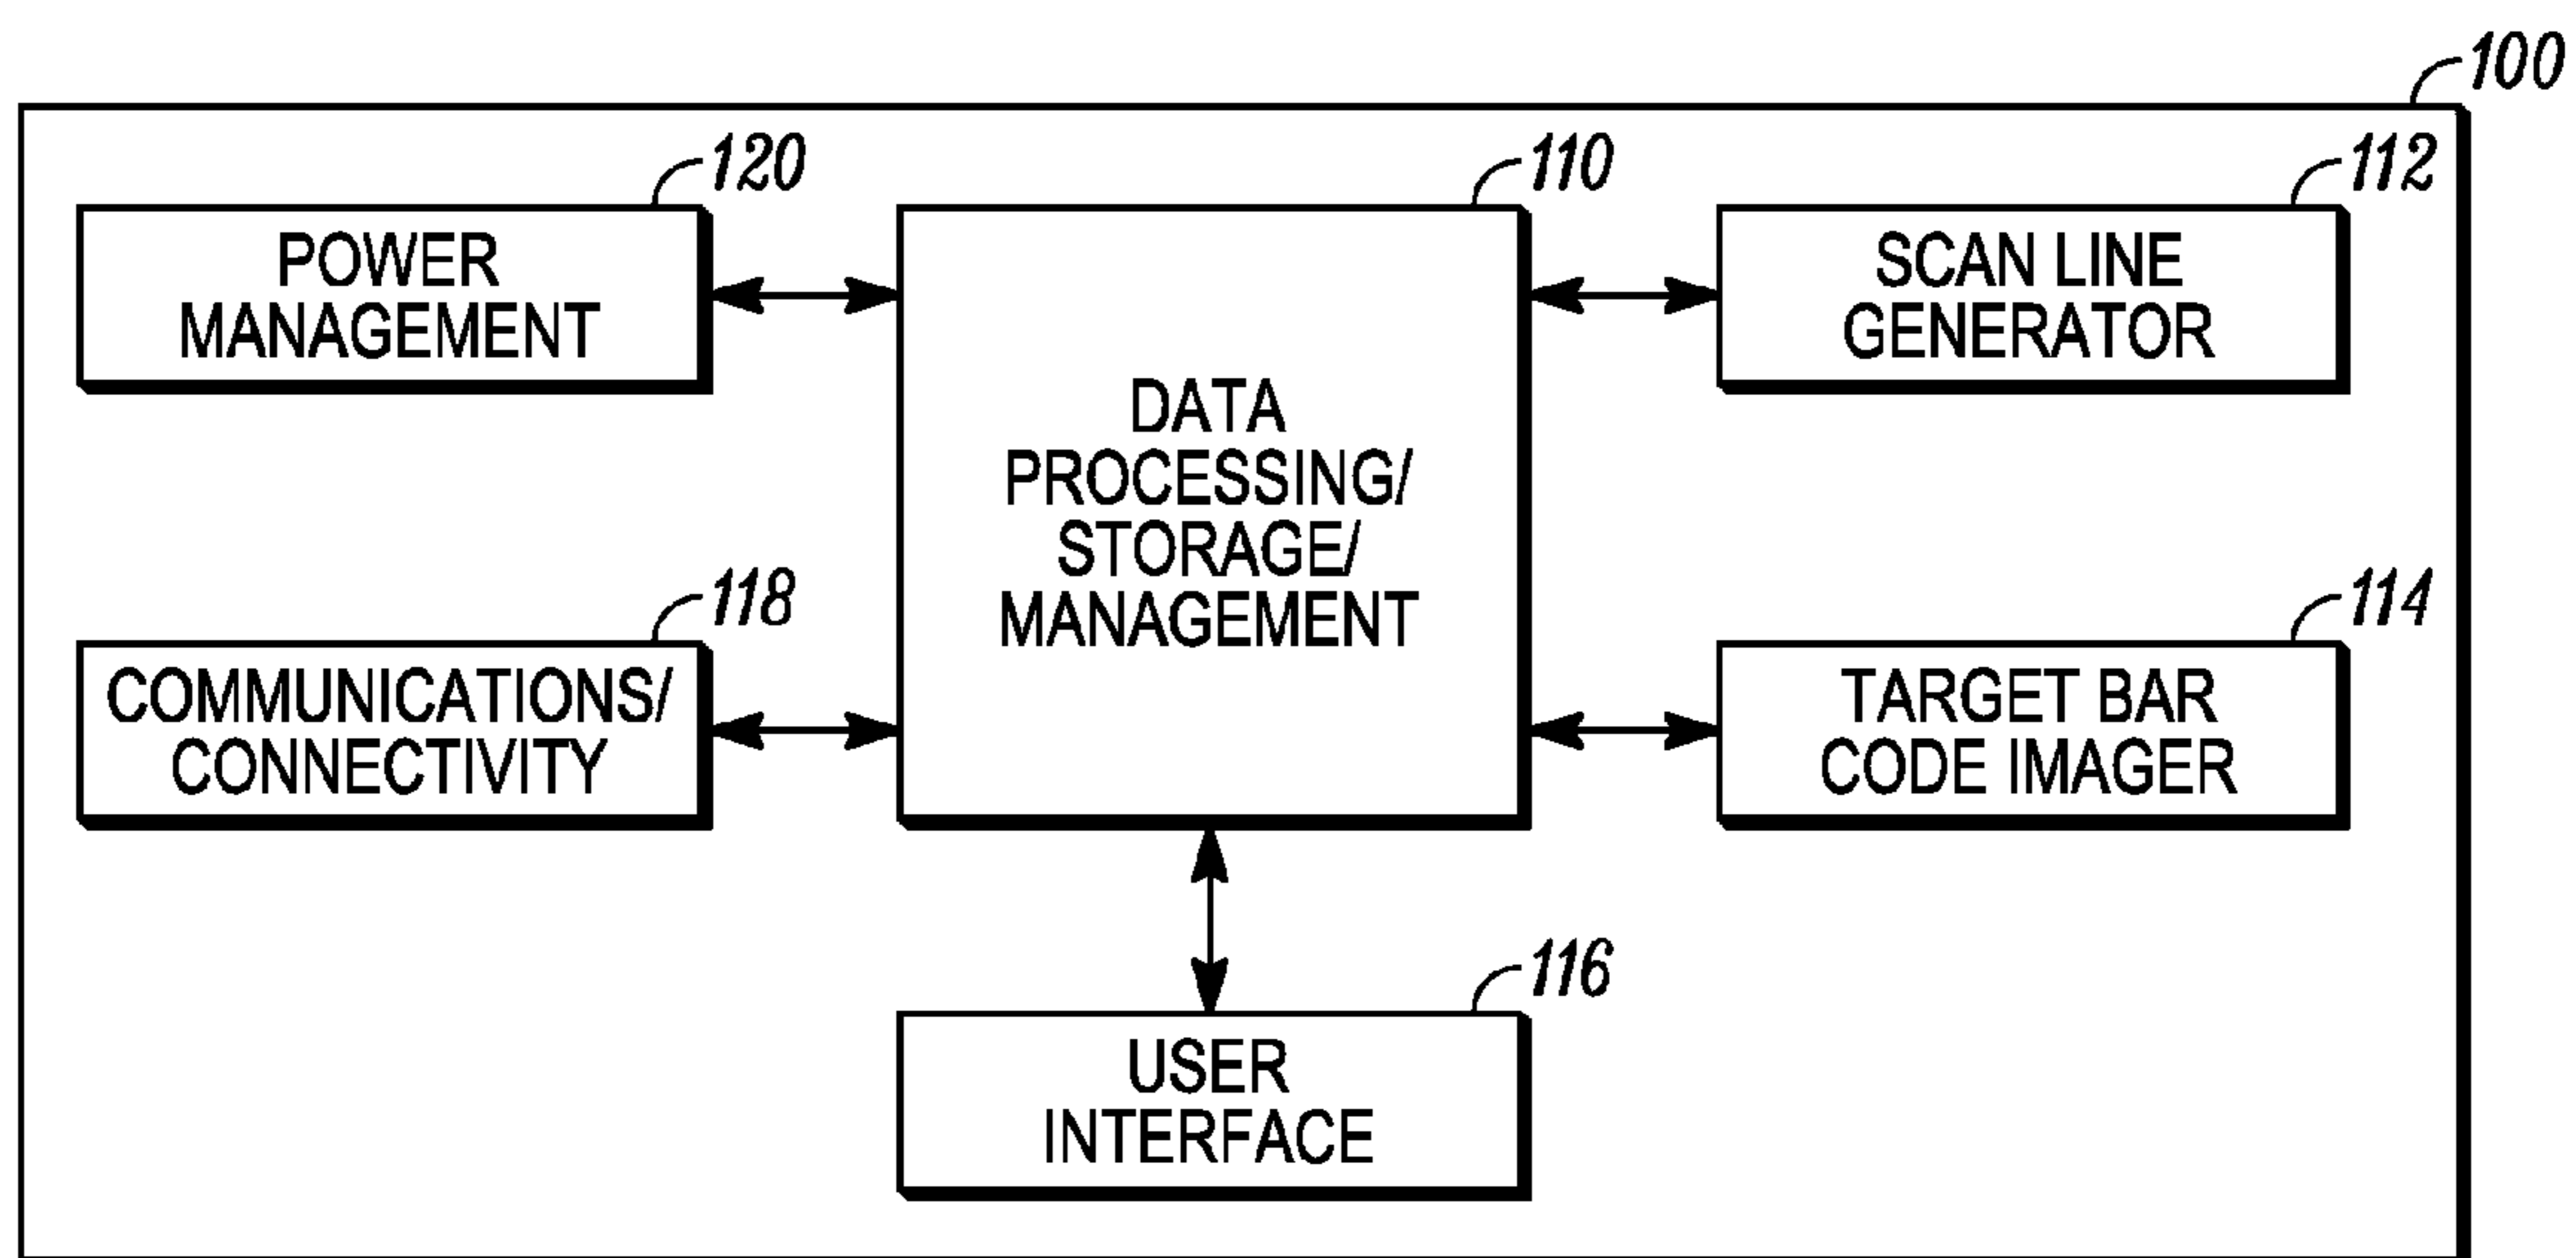 100
120
POWER
MANAGEMENT
110
DATA
PROCESSING/
STORAGE/
MANAGEMENT
112
SCAN LINE
GENERATOR
118
COMMUNICATIONS/
CONNECTIVITY
114
TARGET BAR
CODE IMAGER
116
USER
INTERFACE